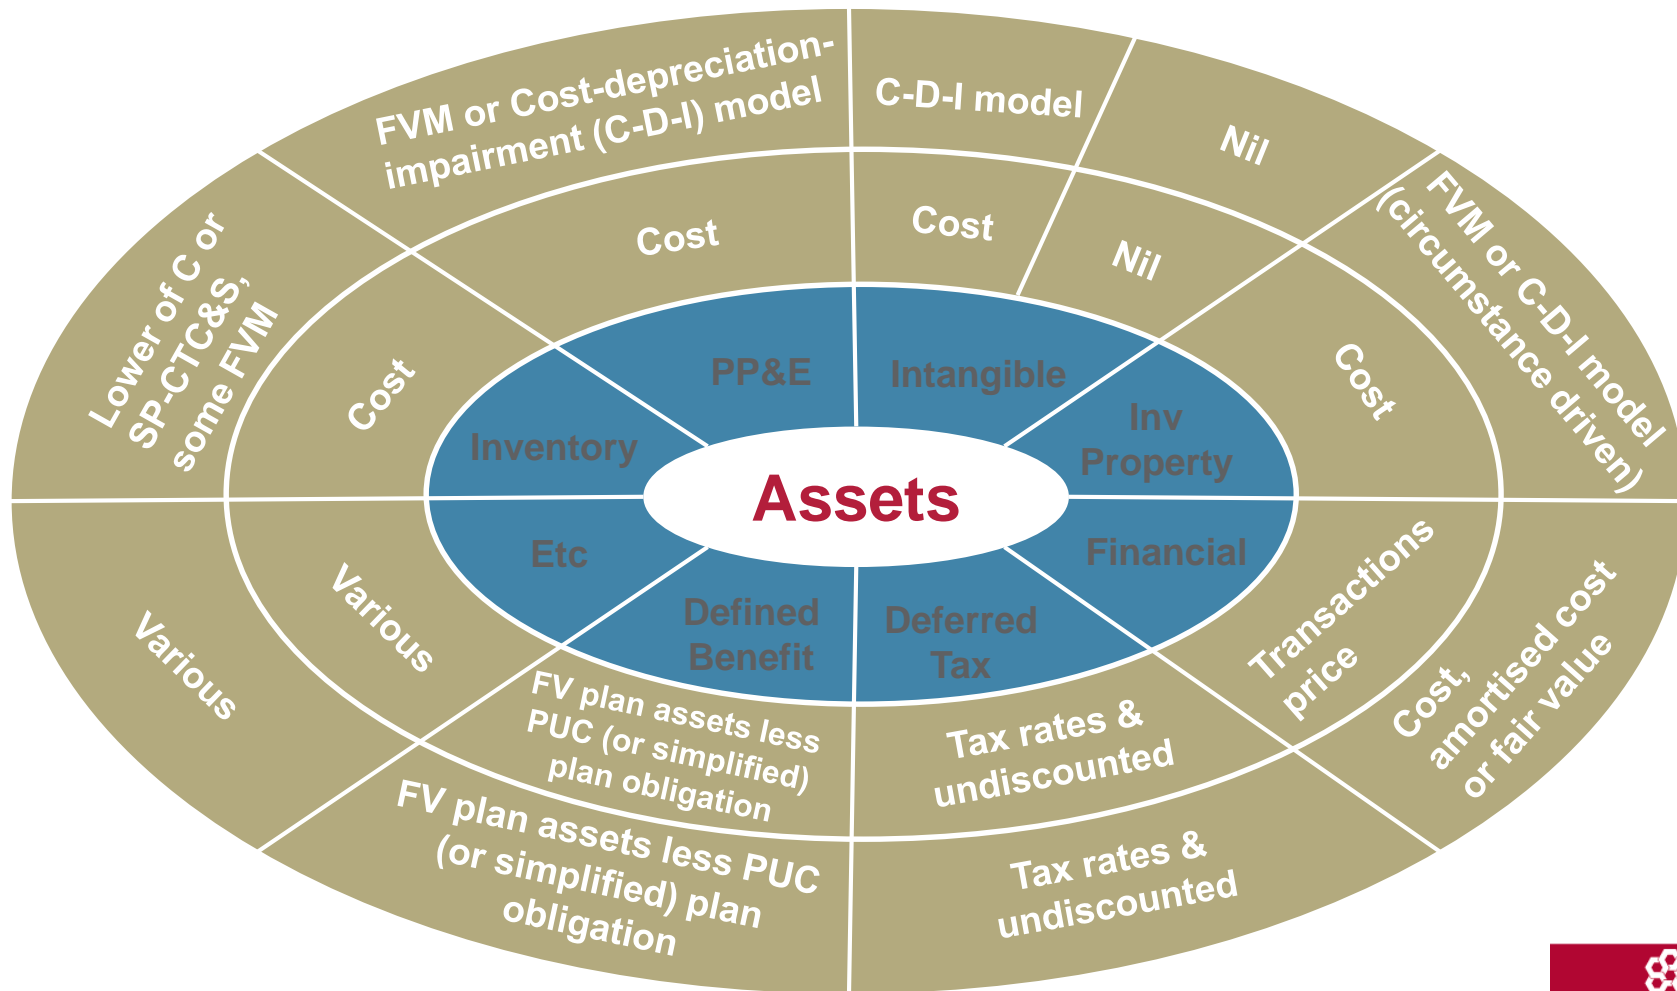 FVM or Cost-depreciation-
impairment (C-D-I) model
C-D-I model
Nil
FVM or C-D-I model
(circumstance driven)
Lower of C or
SP-CTC&S,
some FVM
Cost
Cost
Nil
Cost
Cost
PP&E
Intangible
Inv
Property
Inventory
Assets
Etc
Financial
Defined
Benefit
Deferred
Tax
Various
Various
FV plan assets less
PUC (or simplified)
plan obligation
Tax rates &
undiscounted
Transactions
price
Cost,
amortised cost
or fair value
FV plan assets less PUC
(or simplified) plan
obligation
Tax rates &
undiscounted